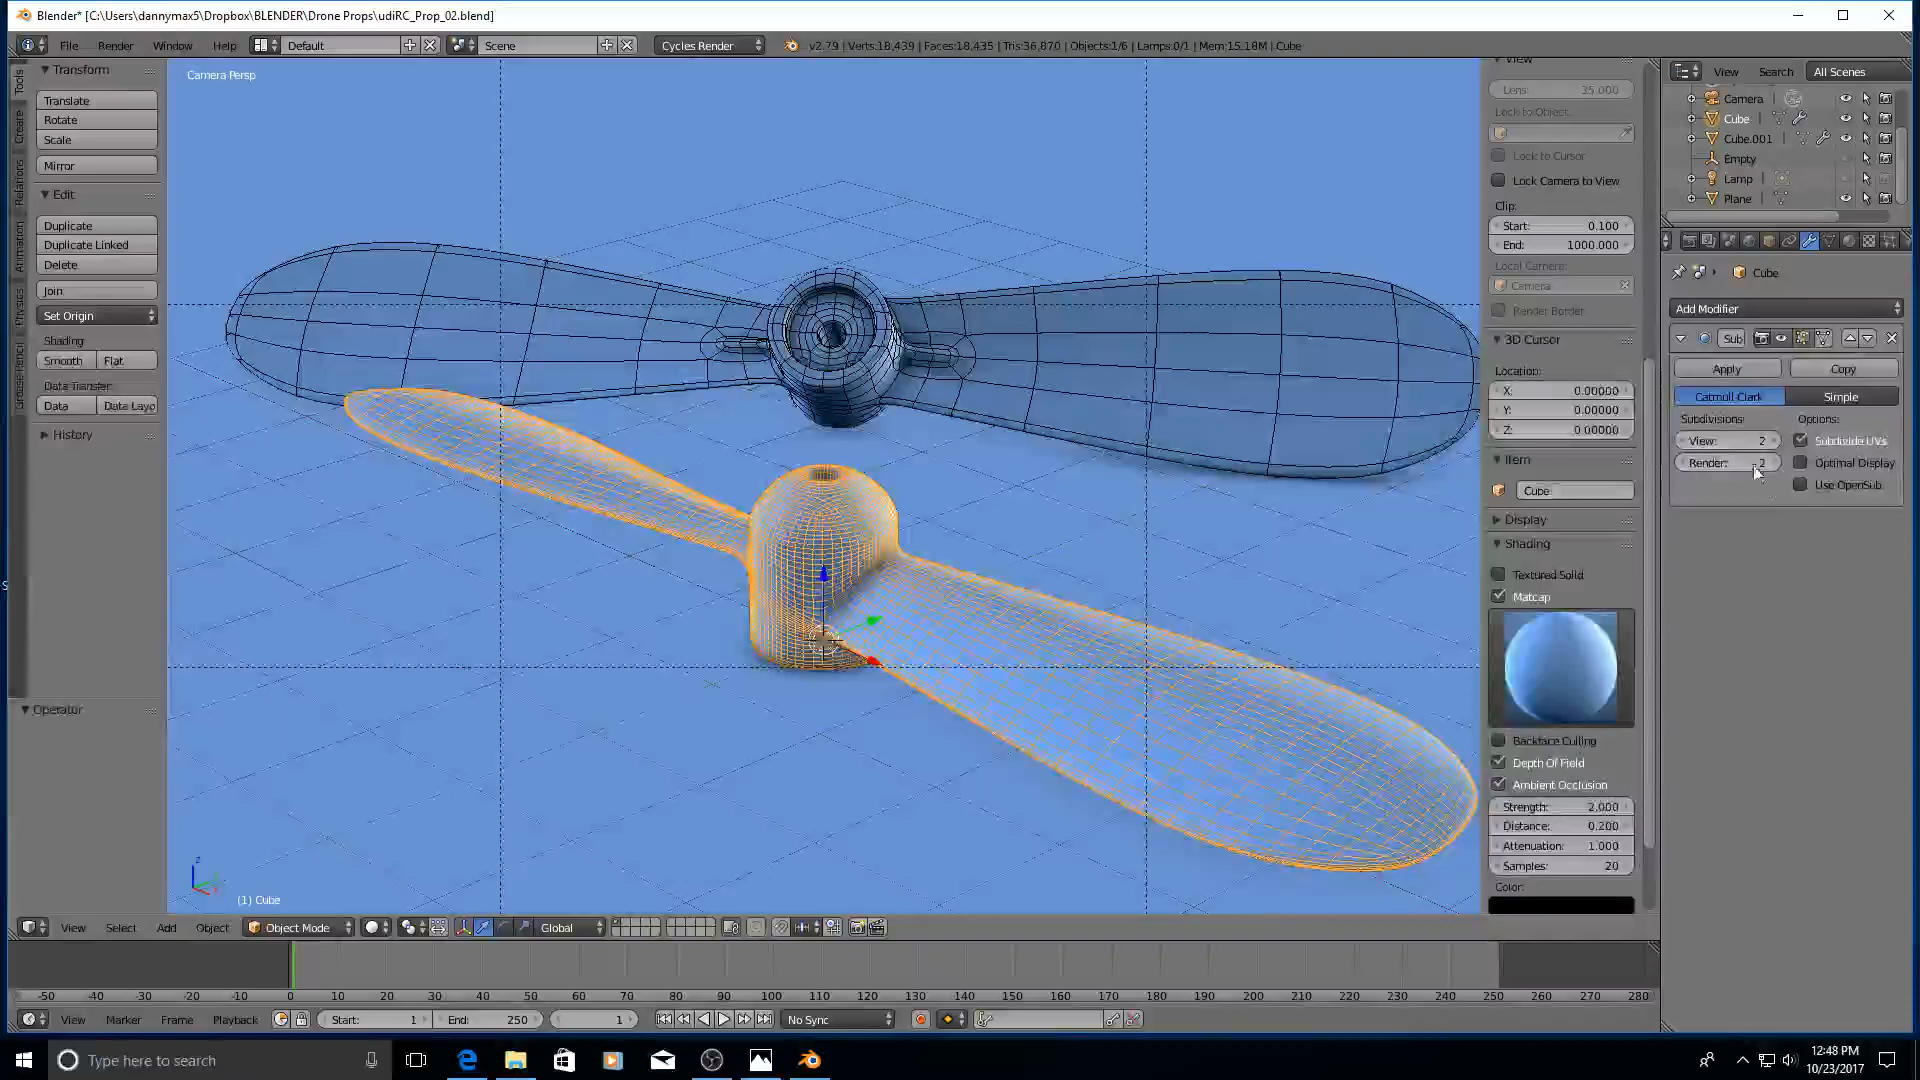 Blender* [C:\Users\dannymax5\Dropbox\BLENDER\Drone Props\udiRC_Prop_02.blend]
File Render Window Help Default Scene Cycles Render v2.79 | Verts:18,439 | Faces:18,435 | Tris:36,870 | Objects:1/6 | Lamps:0/1 | Mem:15.18M | Cube
Tools
Create
Relations
Animation
Physics
Grease Pencil
Transform
Translate
Rotate
Scale
Mirror
Edit
Duplicate
Duplicate Linked
Delete
Join
Set Origin
Shading:
Smooth Flat
Data Transfer:
Data Data Layo
History
Operator
Camera Persp
(1) Cube
View
Lens: 35.000
Lock to Object:
Lock to Cursor
Lock Camera to View
Clip:
Start: 0.100
End: 1000.000
Local Camera:
Camera
Render Border
3D Cursor
Location:
X: 0.00000
Y: 0.00000
Z: 0.00000
Item
Cube
Display
Shading
Textured Solid
Matcap
Backface Culling
Depth Of Field
Ambient Occlusion
Strength: 2.000
Distance: 0.200
Attenuation: 1.000
Samples: 20
Color:
View Search All Scenes
Camera
Cube
Cube.001
Empty
Lamp
Plane
Cube
Add Modifier
Sub
Apply Copy
Catmull-Clark Simple
Subdivisions: Options:
View: 2 Subdivide UVs
Render: 2 Optimal Display
Use OpenSub
View Select Add Object Object Mode Global
-50 -40 -30 -20 -10 0 10 20 30 40 50 60 70 80 90 100 110 120 130 140 150 160 170 180 190 200 210 220 230 240 250 260 270 280
View Marker Frame Playback Start: 1 End: 250 1 No Sync
Type here to search
12:48 PM
10/23/2017